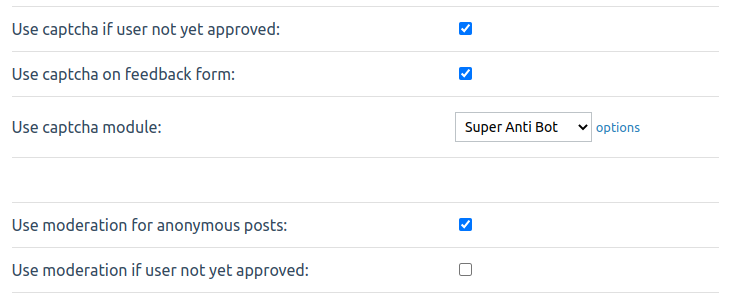 Use captcha if user not yet approved:
Use captcha on feedback form:
Use captcha module: Super Anti Bot options
Use moderation for anonymous posts:
Use moderation if user not yet approved: